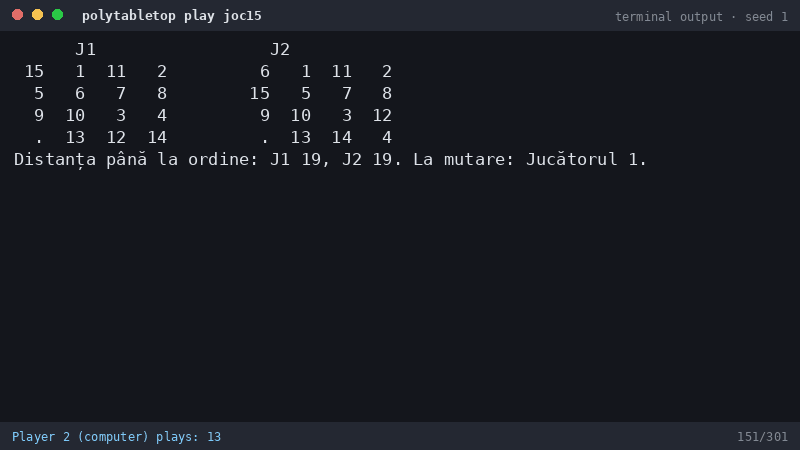 polytabletop play joc15
terminal output · seed 1
J1 J2
15 1 11 2 6 1 11 2
5 6 7 8 15 5 7 8
9 10 3 4 9 10 3 12
. 13 12 14 . 13 14 4
Distanța până la ordine: J1 19, J2 19. La mutare: Jucătorul 1.
Player 2 (computer) plays: 13
151/301